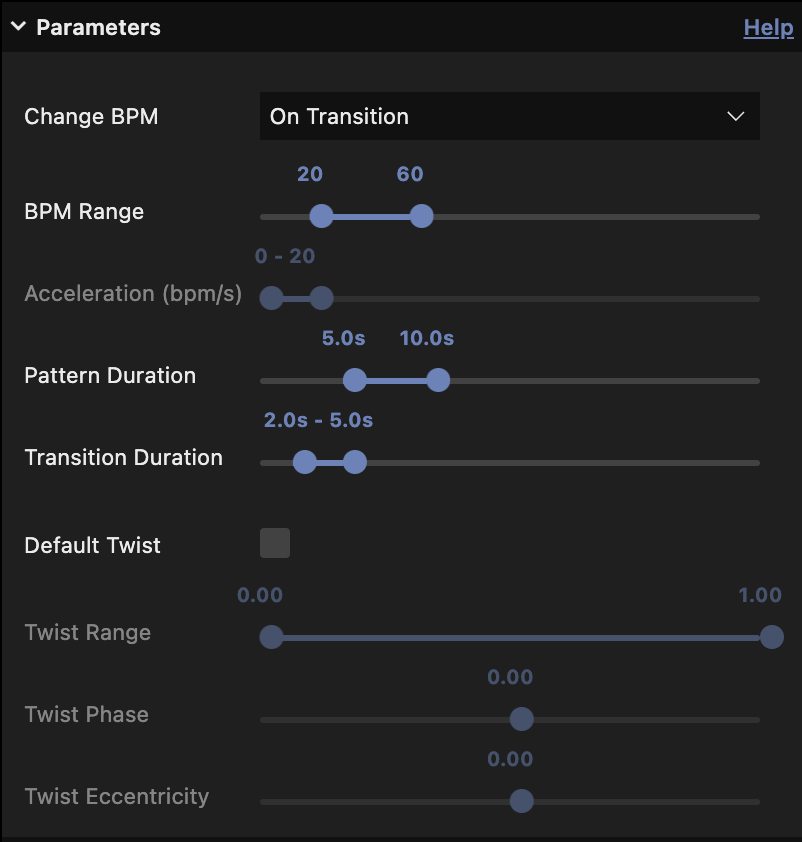 Parameters
Help
Change BPM
On Transition
20
60
BPM Range
0 - 20
Acceleration (bpm/s)
5.0s
10.0s
Pattern Duration
2.0s - 5.0s
Transition Duration
Default Twist
0.00
1.00
Twist Range
0.00
Twist Phase
0.00
Twist Eccentricity